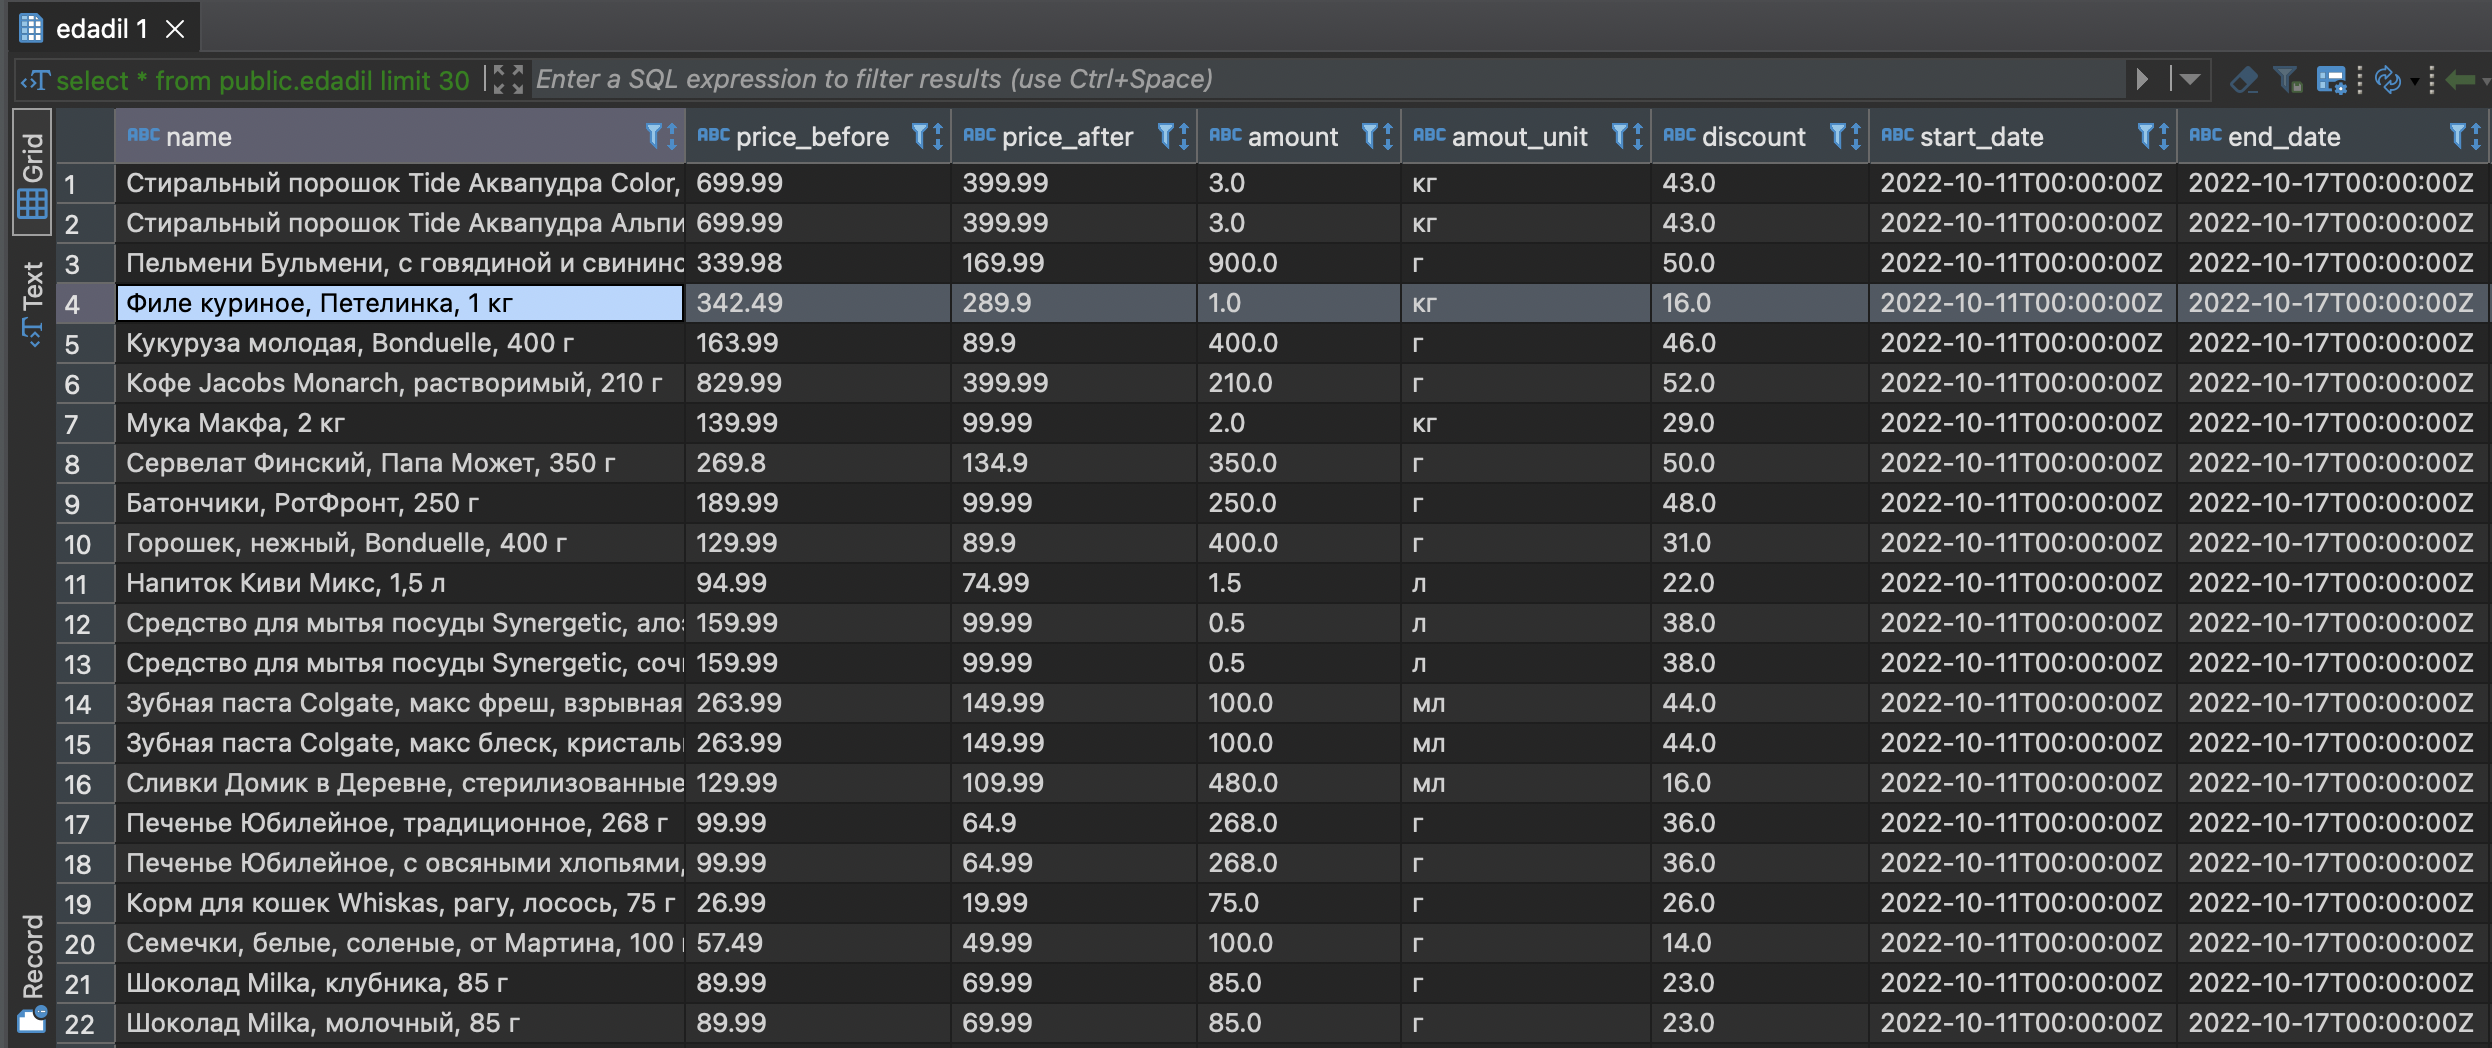 edadil 1
select * from public.edadil limit 30 Enter a SQL expression to filter results (use Ctrl+Space)
Grid
Text
Record
ABC name ABC price_before ABC price_after ABC amount ABC amout_unit ABC discount ABC start_date ABC end_date
1 Стиральный порошок Tide Аквапудра Color, 699.99 399.99 3.0 кг 43.0 2022-10-11T00:00:00Z 2022-10-17T00:00:00Z
2 Стиральный порошок Tide Аквапудра Альпи 699.99 399.99 3.0 кг 43.0 2022-10-11T00:00:00Z 2022-10-17T00:00:00Z
3 Пельмени Бульмени, с говядиной и свинино 339.98 169.99 900.0 г 50.0 2022-10-11T00:00:00Z 2022-10-17T00:00:00Z
4 Филе куриное, Петелинка, 1 кг 342.49 289.9 1.0 кг 16.0 2022-10-11T00:00:00Z 2022-10-17T00:00:00Z
5 Кукуруза молодая, Bonduelle, 400 г 163.99 89.9 400.0 г 46.0 2022-10-11T00:00:00Z 2022-10-17T00:00:00Z
6 Кофе Jacobs Monarch, растворимый, 210 г 829.99 399.99 210.0 г 52.0 2022-10-11T00:00:00Z 2022-10-17T00:00:00Z
7 Мука Макфа, 2 кг 139.99 99.99 2.0 кг 29.0 2022-10-11T00:00:00Z 2022-10-17T00:00:00Z
8 Сервелат Финский, Папа Может, 350 г 269.8 134.9 350.0 г 50.0 2022-10-11T00:00:00Z 2022-10-17T00:00:00Z
9 Батончики, РотФронт, 250 г 189.99 99.99 250.0 г 48.0 2022-10-11T00:00:00Z 2022-10-17T00:00:00Z
10 Горошек, нежный, Bonduelle, 400 г 129.99 89.9 400.0 г 31.0 2022-10-11T00:00:00Z 2022-10-17T00:00:00Z
11 Напиток Киви Микс, 1,5 л 94.99 74.99 1.5 л 22.0 2022-10-11T00:00:00Z 2022-10-17T00:00:00Z
12 Средство для мытья посуды Synergetic, алоэ 159.99 99.99 0.5 л 38.0 2022-10-11T00:00:00Z 2022-10-17T00:00:00Z
13 Средство для мытья посуды Synergetic, сочн 159.99 99.99 0.5 л 38.0 2022-10-11T00:00:00Z 2022-10-17T00:00:00Z
14 Зубная паста Colgate, макс фреш, взрывная 263.99 149.99 100.0 мл 44.0 2022-10-11T00:00:00Z 2022-10-17T00:00:00Z
15 Зубная паста Colgate, макс блеск, кристаль 263.99 149.99 100.0 мл 44.0 2022-10-11T00:00:00Z 2022-10-17T00:00:00Z
16 Сливки Домик в Деревне, стерилизованные 129.99 109.99 480.0 мл 16.0 2022-10-11T00:00:00Z 2022-10-17T00:00:00Z
17 Печенье Юбилейное, традиционное, 268 г 99.99 64.9 268.0 г 36.0 2022-10-11T00:00:00Z 2022-10-17T00:00:00Z
18 Печенье Юбилейное, с овсяными хлопьями, 99.99 64.99 268.0 г 36.0 2022-10-11T00:00:00Z 2022-10-17T00:00:00Z
19 Корм для кошек Whiskas, рагу, лосось, 75 г 26.99 19.99 75.0 г 26.0 2022-10-11T00:00:00Z 2022-10-17T00:00:00Z
20 Семечки, белые, соленые, от Мартина, 100 57.49 49.99 100.0 г 14.0 2022-10-11T00:00:00Z 2022-10-17T00:00:00Z
21 Шоколад Milka, клубника, 85 г 89.99 69.99 85.0 г 23.0 2022-10-11T00:00:00Z 2022-10-17T00:00:00Z
22 Шоколад Milka, молочный, 85 г 89.99 69.99 85.0 г 23.0 2022-10-11T00:00:00Z 2022-10-17T00:00:00Z